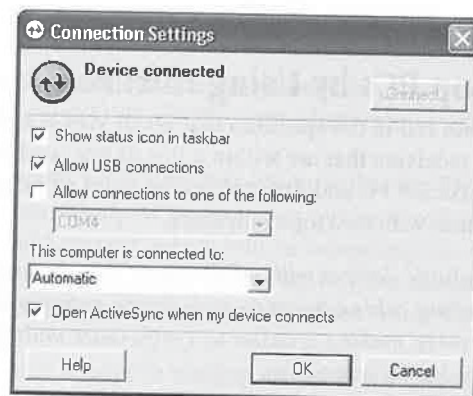 Connection Settings
Device connected
Connect
Show status icon in taskbar
Allow USB connections
Allow connections to one of the following:
COM4
This computer is connected to:
Automatic
Open ActiveSync when my device connects
Help OK Cancel